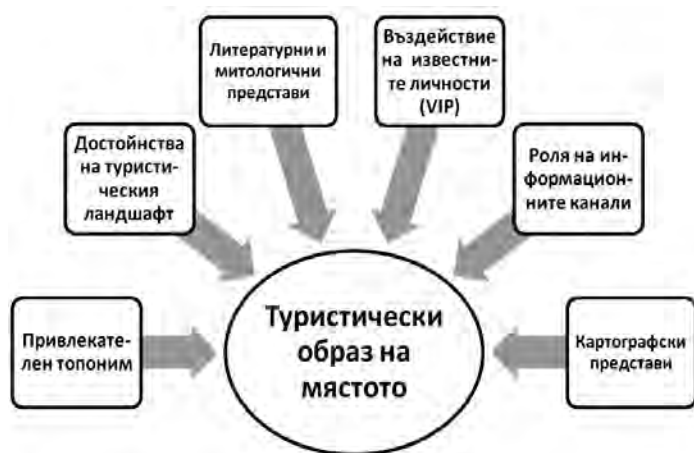 Литературни и
митологични
представи
Въздействие
на известни-
те личности
(VIP)
Достойнства
на туристи-
ческия
ландшафт
Роля на ин-
формацион-
ните канали
Привлекате-
лен топоним
Туристически
образ на
мястото
Картографски
представи